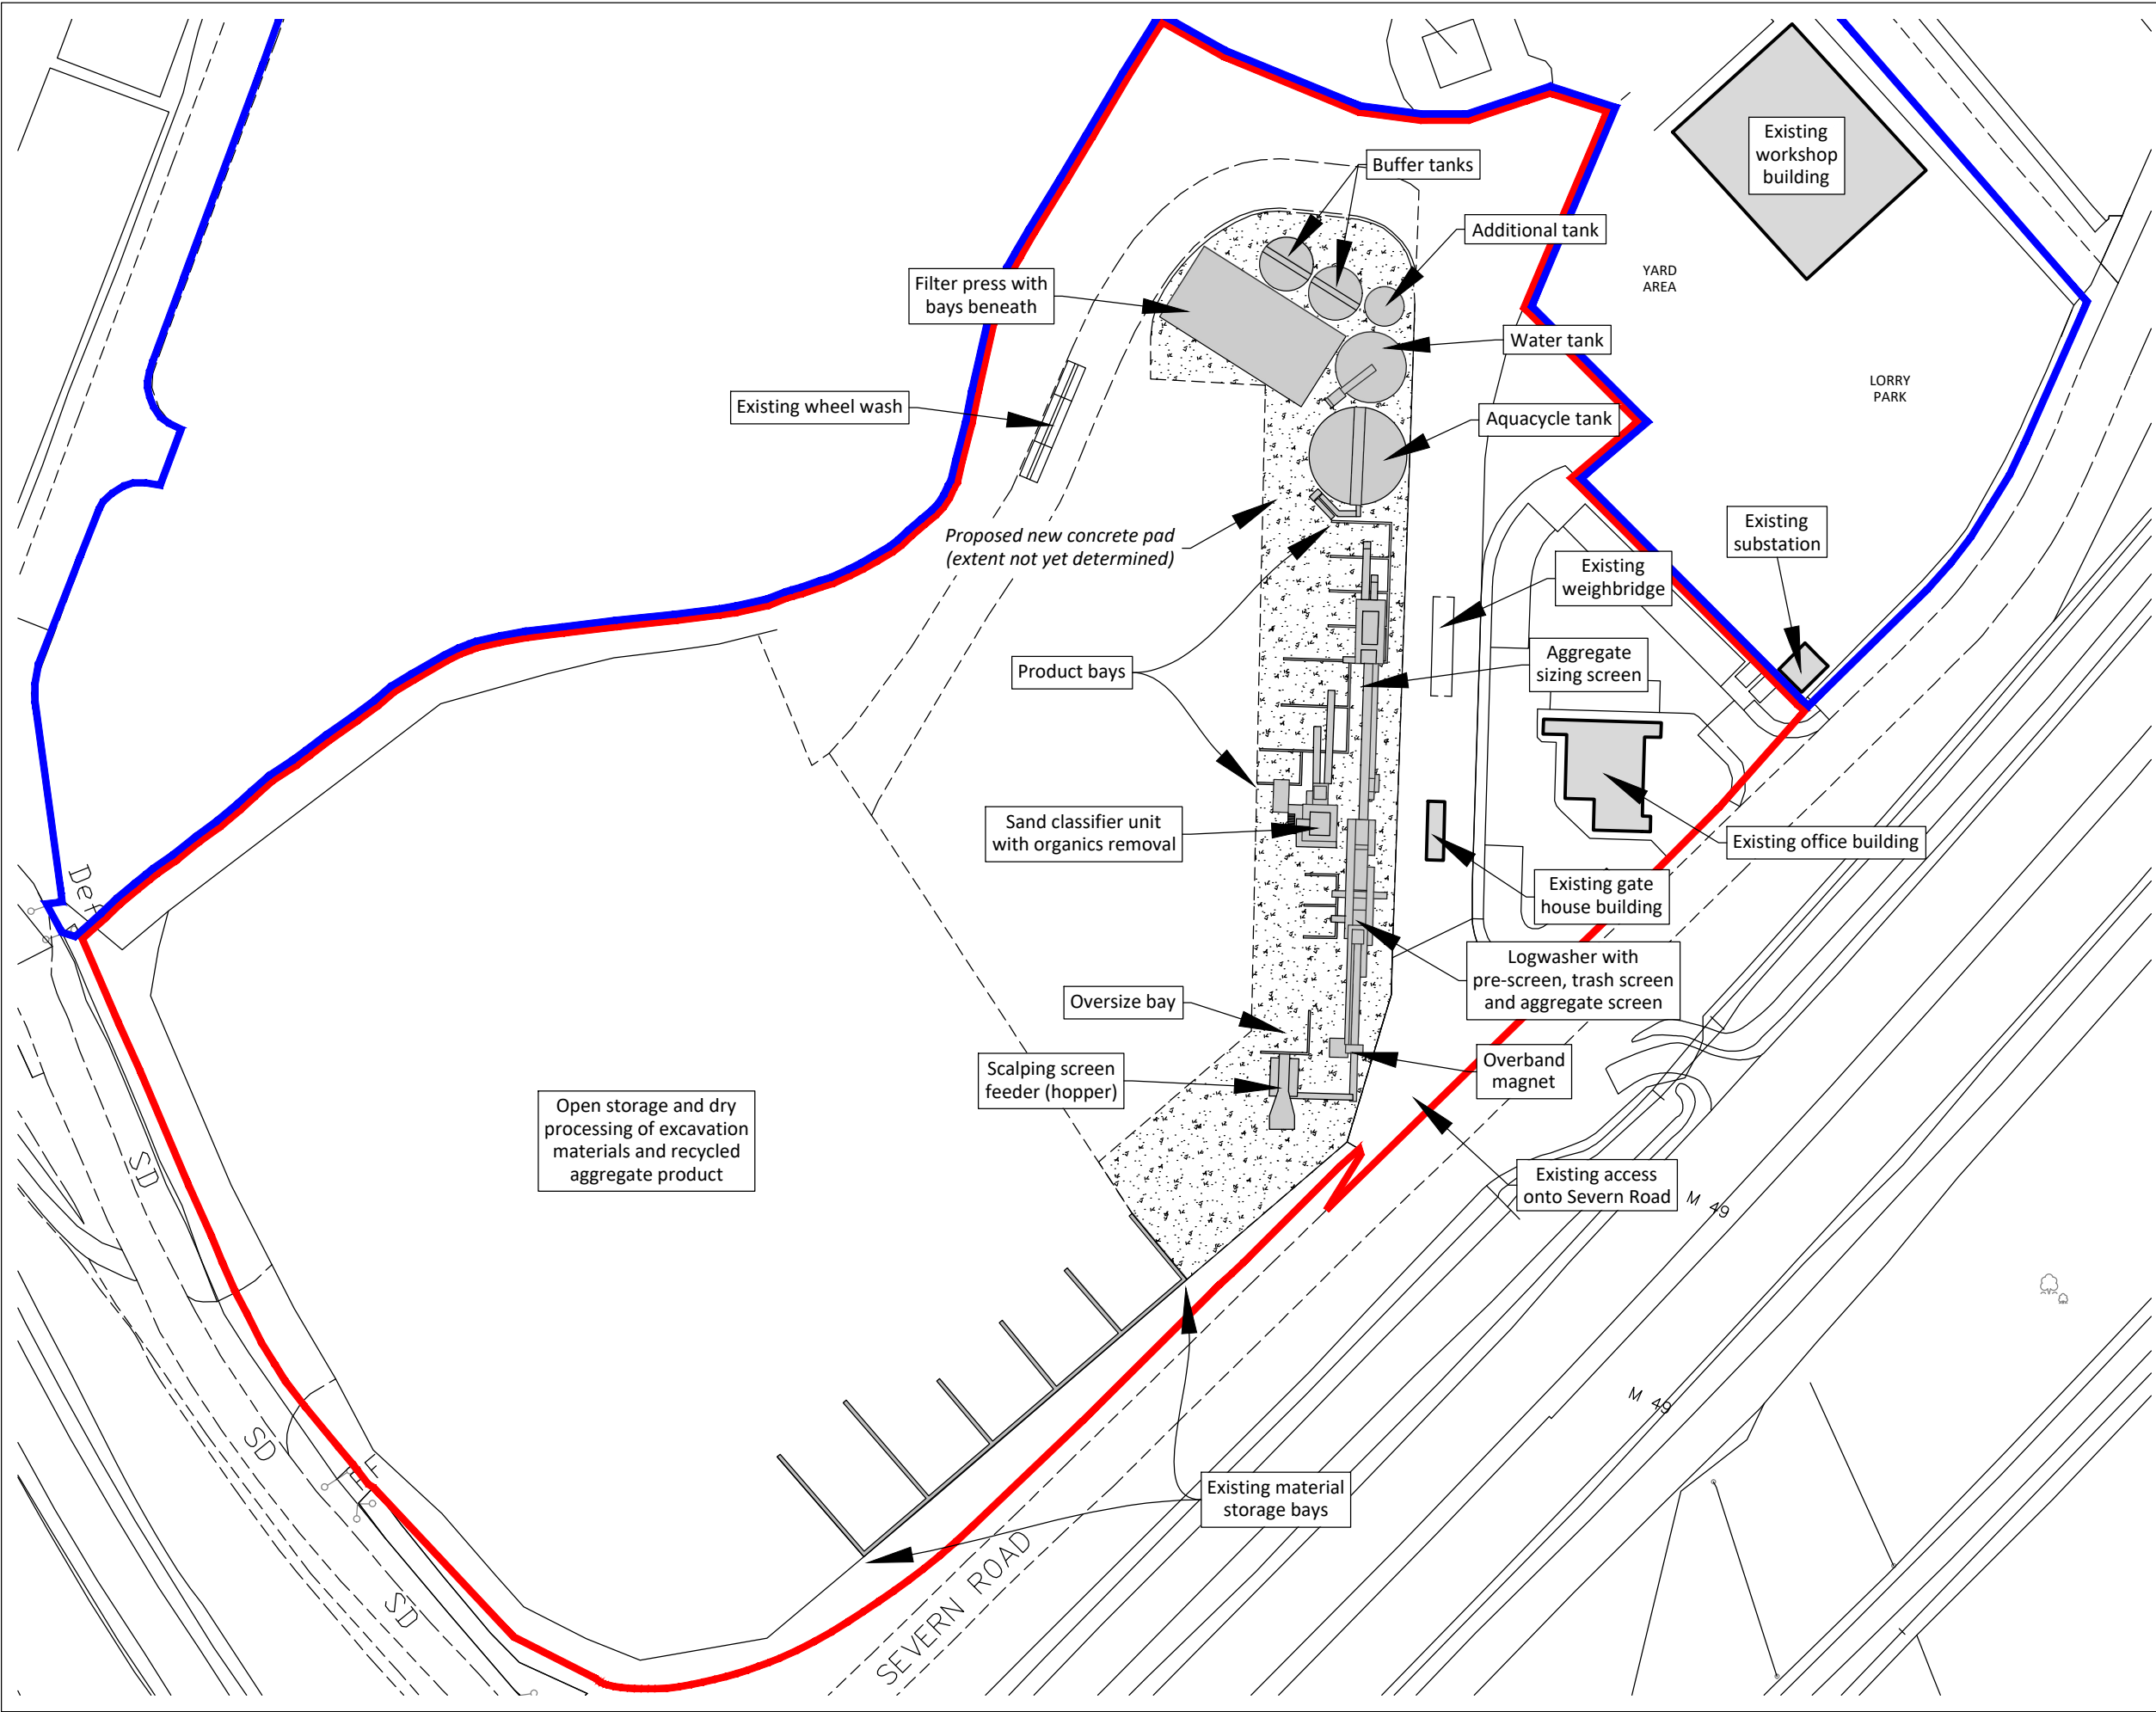 Existing
workshop
building
Buffer tanks
Additional tank
YARD
AREA
Filter press with
bays beneath
Water tank
LORRY
PARK
Existing wheel wash
Aquacycle tank
Proposed new concrete pad
(extent not yet determined)
Existing
substation
Existing
weighbridge
Product bays
Aggregate
sizing screen
Sand classifier unit
with organics removal
Existing office building
Def
Existing gate
house building
Logwasher with
pre-screen, trash screen
and aggregate screen
Oversize bay
Scalping screen
feeder (hopper)
Overband
magnet
Open storage and dry
processing of excavation
materials and recycled
aggregate product
SD
Existing access
onto Severn Road
M 49
M 49
SD
Existing material
storage bays
SD
SEVERN ROAD